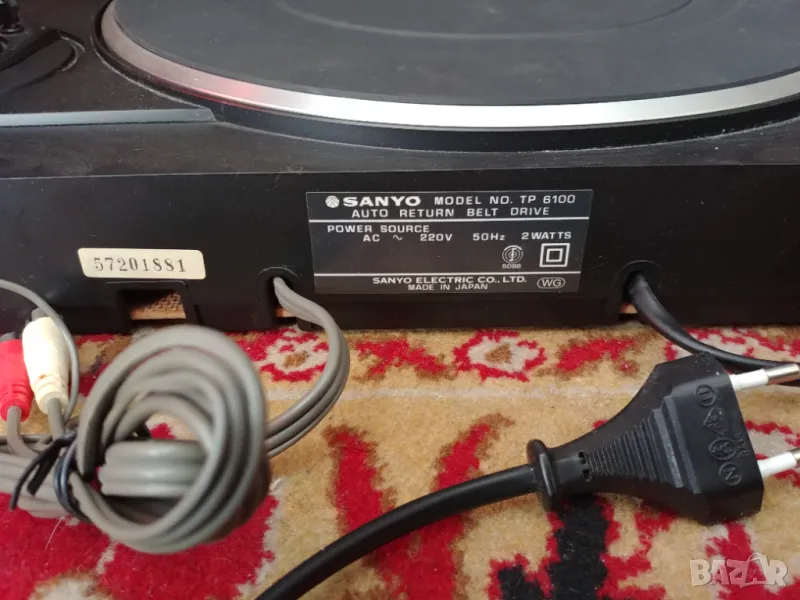 SANYO MODEL NO. TP 6100
AUTO RETURN BELT DRIVE
POWER SOURCE
AC ~ 220V 50Hz 2WATTS
5098
SANYO ELECTRIC CO., LTD.
MADE IN JAPAN WG
57201881
BAZAR